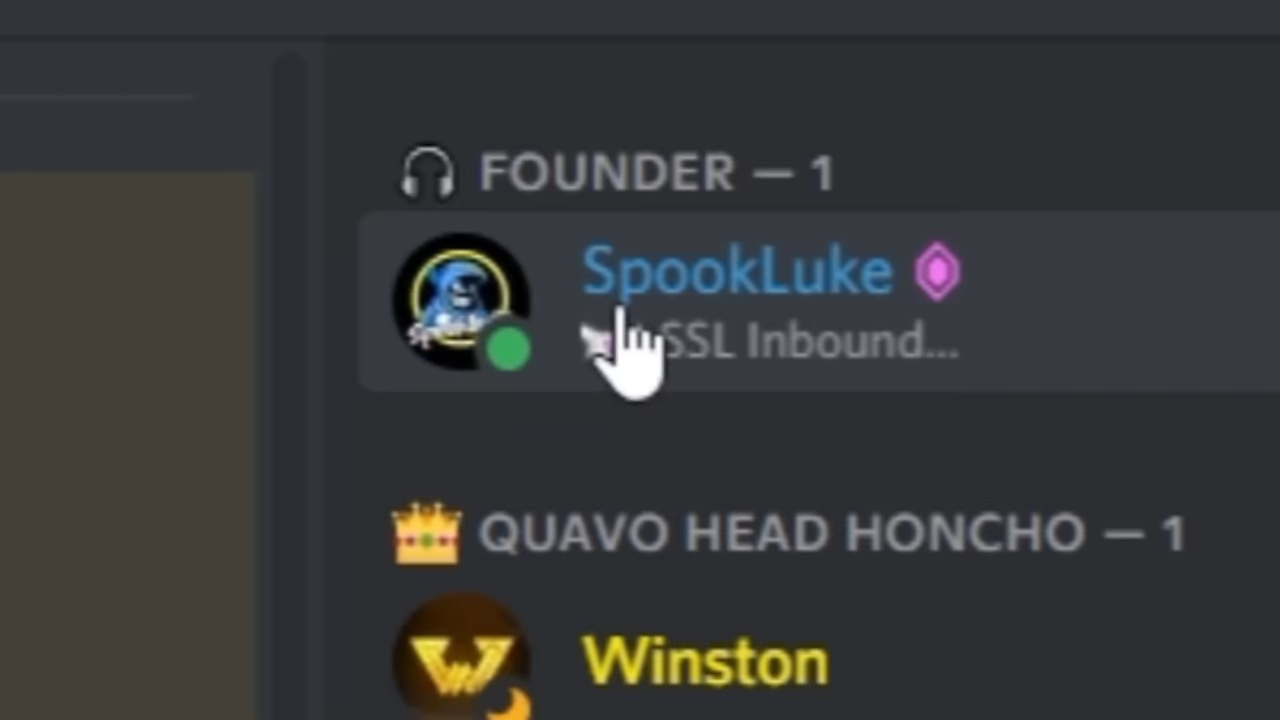 FOUNDER — 1
SpookLuke
SSL Inbound...
QUAVO HEAD HONCHO — 1
Winston